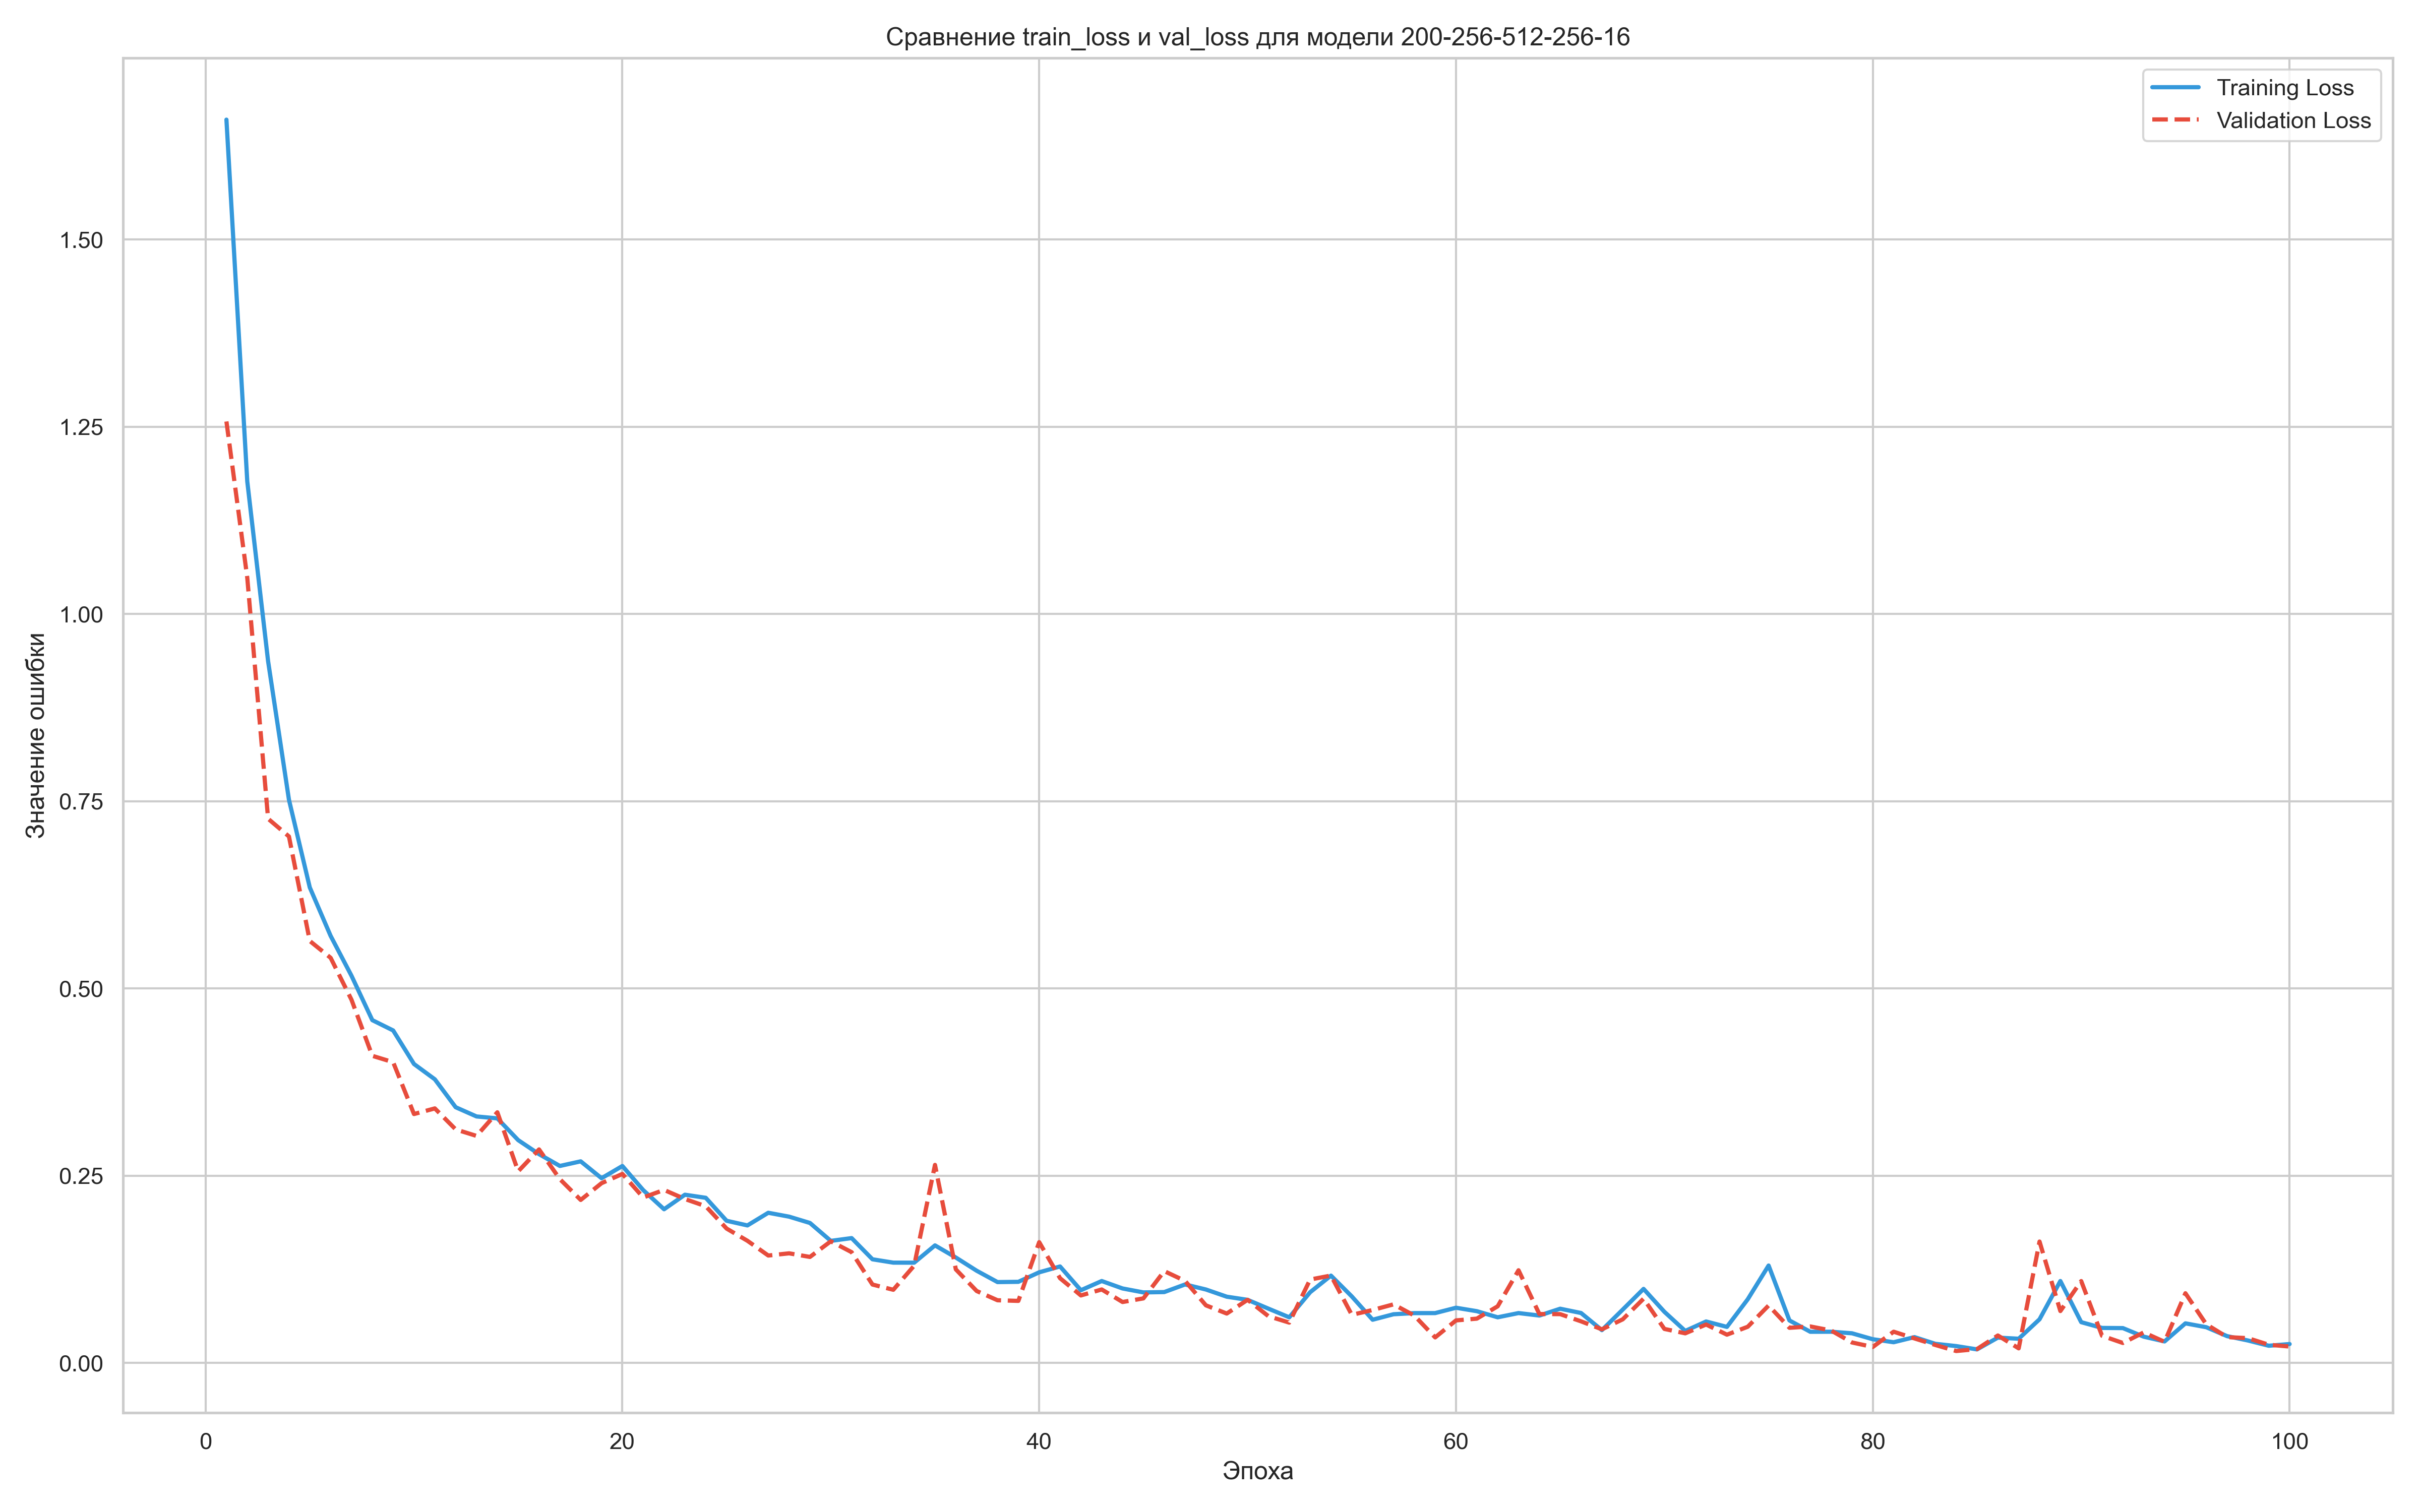 Сравнение train_loss и val_loss для модели 200-256-512-256-16
Training Loss
Validation Loss
1.50
1.25
1.00
0.75
0.50
0.25
0.00
Значение ошибки
0 20 40 60 80 100
Эпоха